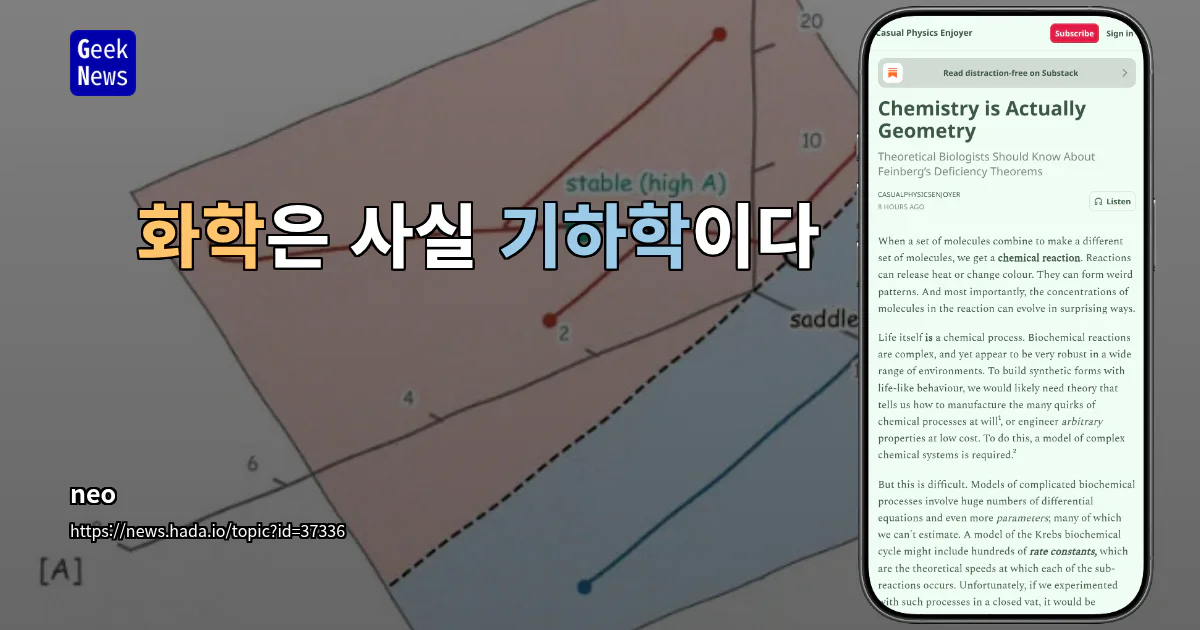 Geek
News
20
10
stable (high A)
화학은 사실 기하학이다
saddle
2
4
6
[A]
neo
https://news.hada.io/topic?id=37336
Casual Physics Enjoyer
Subscribe
Sign in
Read distraction-free on Substack
Chemistry is Actually
Geometry
Theoretical Biologists Should Know About
Feinberg's Deficiency Theorems
CASUALPHYSICSENJOYER
8 HOURS AGO
Listen
When a set of molecules combine to make a different
set of molecules, we get a chemical reaction. Reactions
can release heat or change colour. They can form weird
patterns. And most importantly, the concentrations of
molecules in the reaction can evolve in surprising ways.
Life itself is a chemical process. Biochemical reactions
are complex, and yet appear to be very robust in a wide
range of environments. To build synthetic forms with
life-like behaviour, we would likely need theory that
tells us how to manufacture the many quirks of
chemical processes at will¹, or engineer arbitrary
properties at low cost. To do this, a model of complex
chemical systems is required.²
But this is difficult. Models of complicated biochemical
processes involve huge numbers of differential
equations and even more parameters; many of which
we can't estimate. A model of the Krebs biochemical
cycle might include hundreds of rate constants, which
are the theoretical speeds at which each of the sub-
reactions occurs. Unfortunately, if we experimented
with such processes in a closed vat, it would be